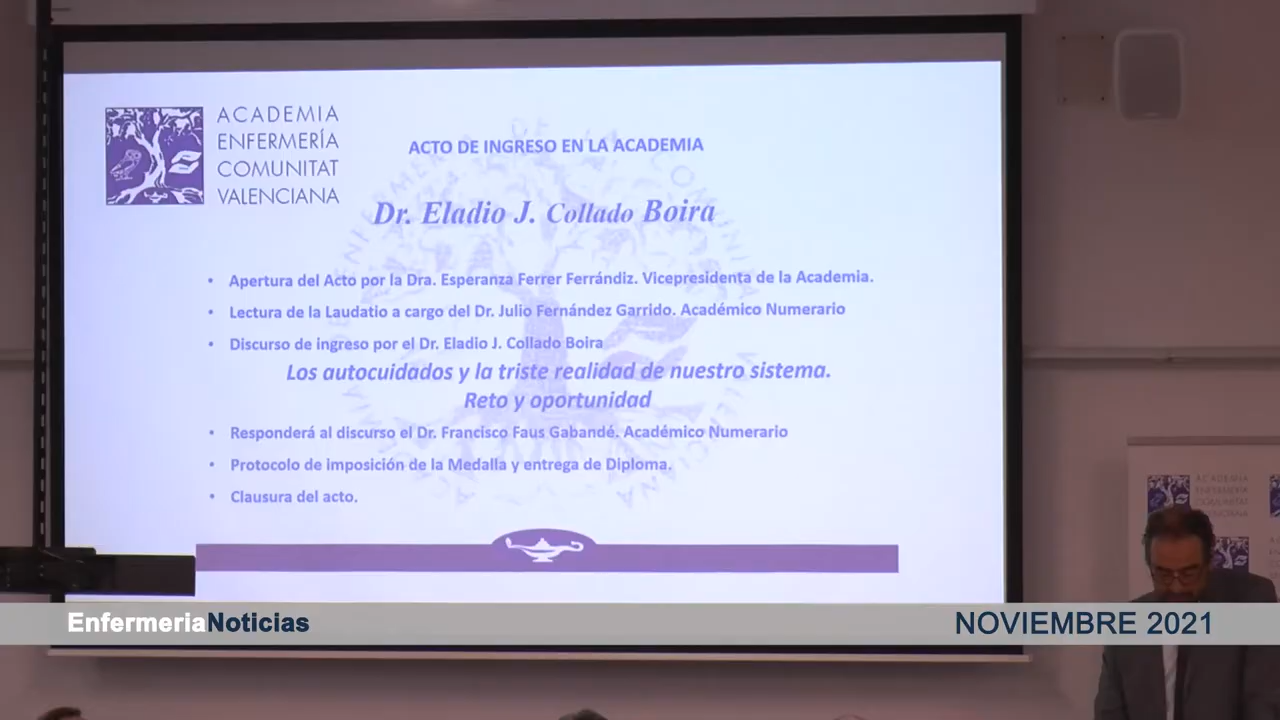 ACADEMIA
ENFERMERÍA
COMUNITAT
VALENCIANA
ACTO DE INGRESO EN LA ACADEMIA
Dr. Eladio J. Collado Boira
• Apertura del Acto por la Dra. Esperanza Ferrer Ferrándiz. Vicepresidenta de la Academia.
• Lectura de la Laudatio a cargo del Dr. Julio Fernández Garrido. Académico Numerario
• Discurso de ingreso por el Dr. Eladio J. Collado Boira
Los autocuidados y la triste realidad de nuestro sistema.
Reto y oportunidad
• Responderá al discurso el Dr. Francisco Faus Gabandé. Académico Numerario
• Protocolo de imposición de la Medalla y entrega de Diploma.
• Clausura del acto.
ACADEMIA
ENFERMERÍA
COMUNITAT
VALENCIANA
EnfermeriaNoticias
NOVIEMBRE 2021